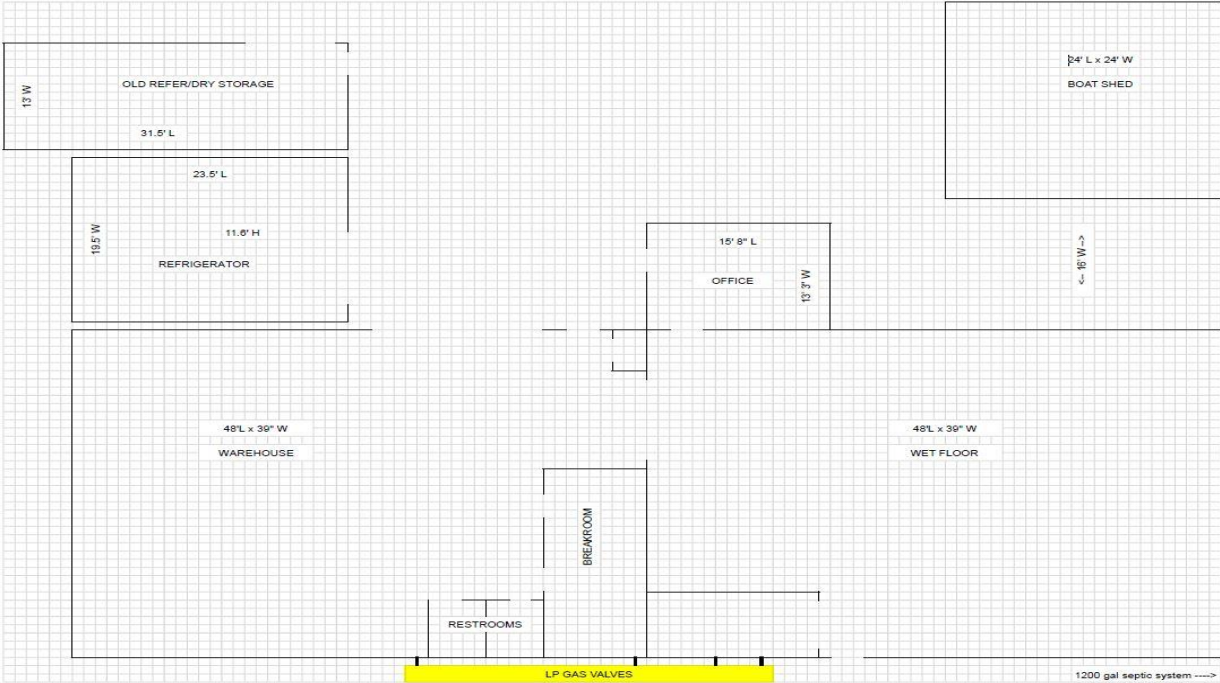 24' L x 24' W
BOAT SHED
OLD REFER/DRY STORAGE
13' W
31.5' L
23.5' L
19.5' W
11.6' H
REFRIGERATOR
15' 8" L
OFFICE
13' 3" W
<-- 16' W -->
48'L x 39" W
WAREHOUSE
48'L x 39" W
WET FLOOR
BREAKROOM
RESTROOMS
LP GAS VALVES
1200 gal septic system ---->